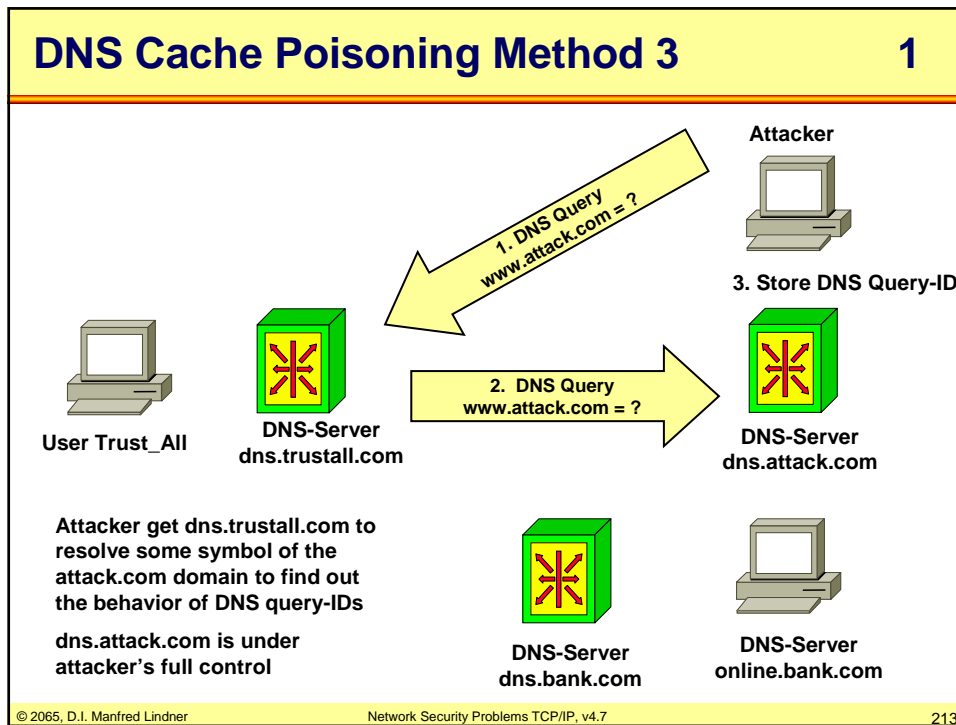 DNS Cache Poisoning Method 3 1
Attacker
1. DNS Query
www.attack.com = ?
3. Store DNS Query-ID
2. DNS Query
www.attack.com = ?
User Trust_All
DNS-Server
dns.trustall.com
DNS-Server
dns.attack.com
Attacker get dns.trustall.com to
resolve some symbol of the
attack.com domain to find out
the behavior of DNS query-IDs
dns.attack.com is under
attacker's full control
DNS-Server
dns.bank.com
DNS-Server
online.bank.com
© 2065, D.I. Manfred Lindner
Network Security Problems TCP/IP, v4.7
213